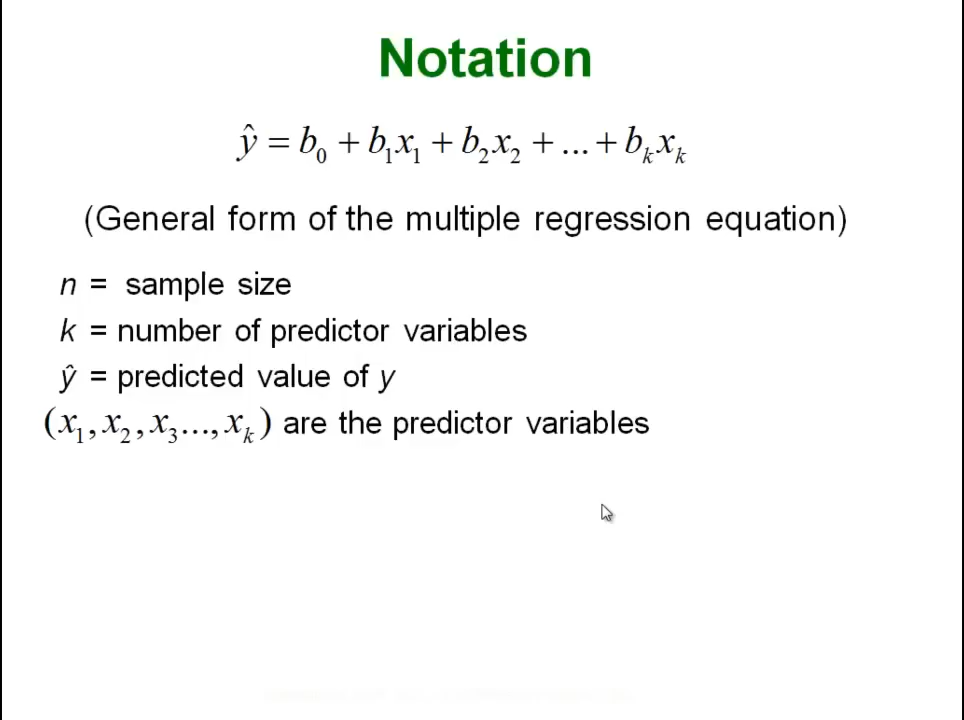 Notation
ŷ = b₀ + b₁x₁ + b₂x₂ + ... + bₖxₖ
(General form of the multiple regression equation)
n = sample size
k = number of predictor variables
ŷ = predicted value of y
(x₁, x₂, x₃..., xₖ) are the predictor variables